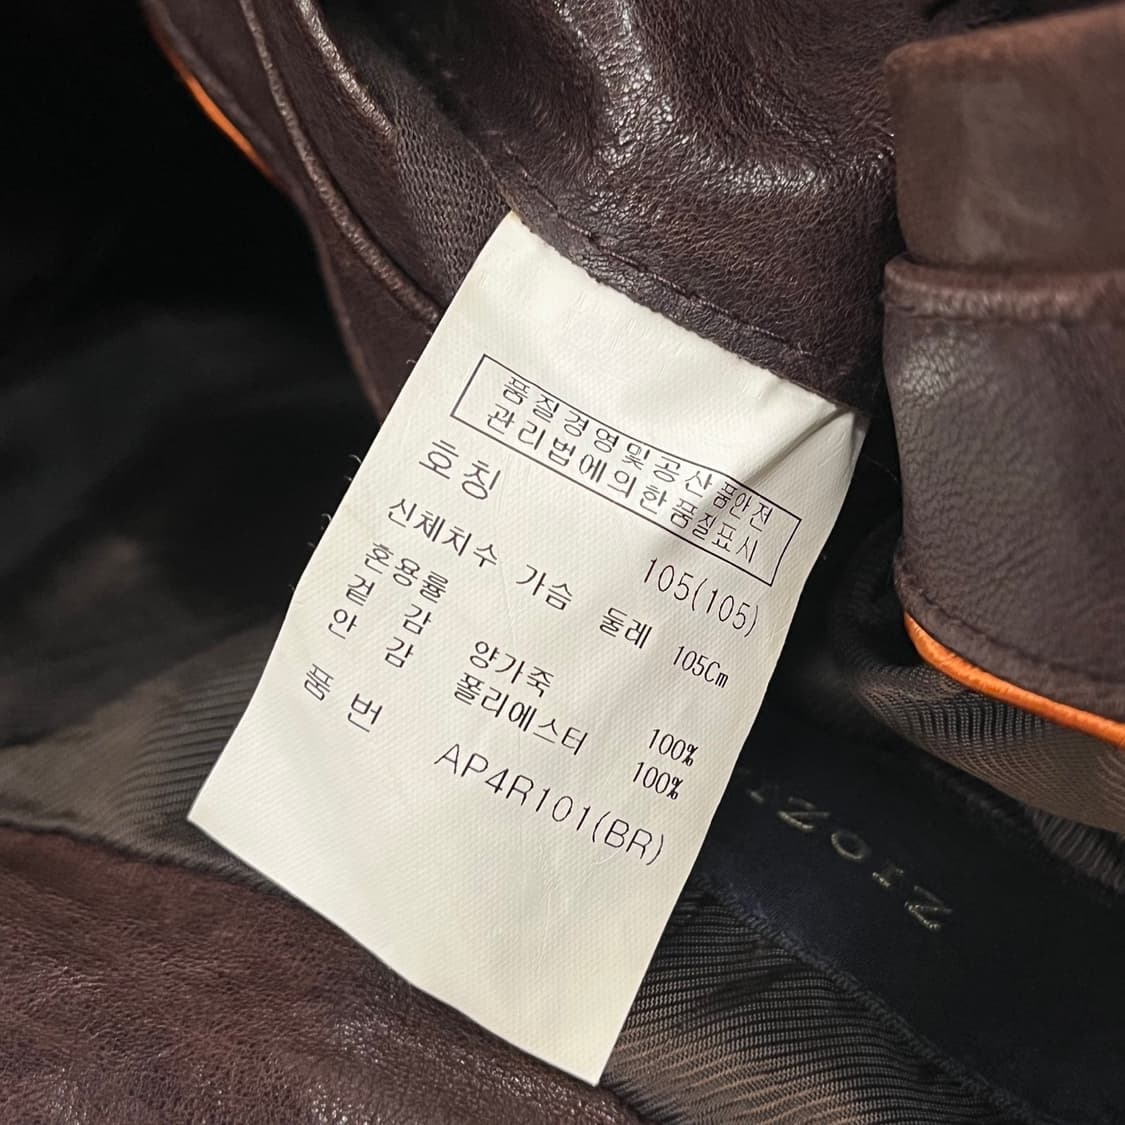 품질경영및공산품안전
관리법에의한품질표시
호칭 105(105)
신체치수 가슴 둘레 105Cm
혼용률
겉 감 양가죽 100%
안 감 폴리에스터 100%
품 번 AP4R101(BR)